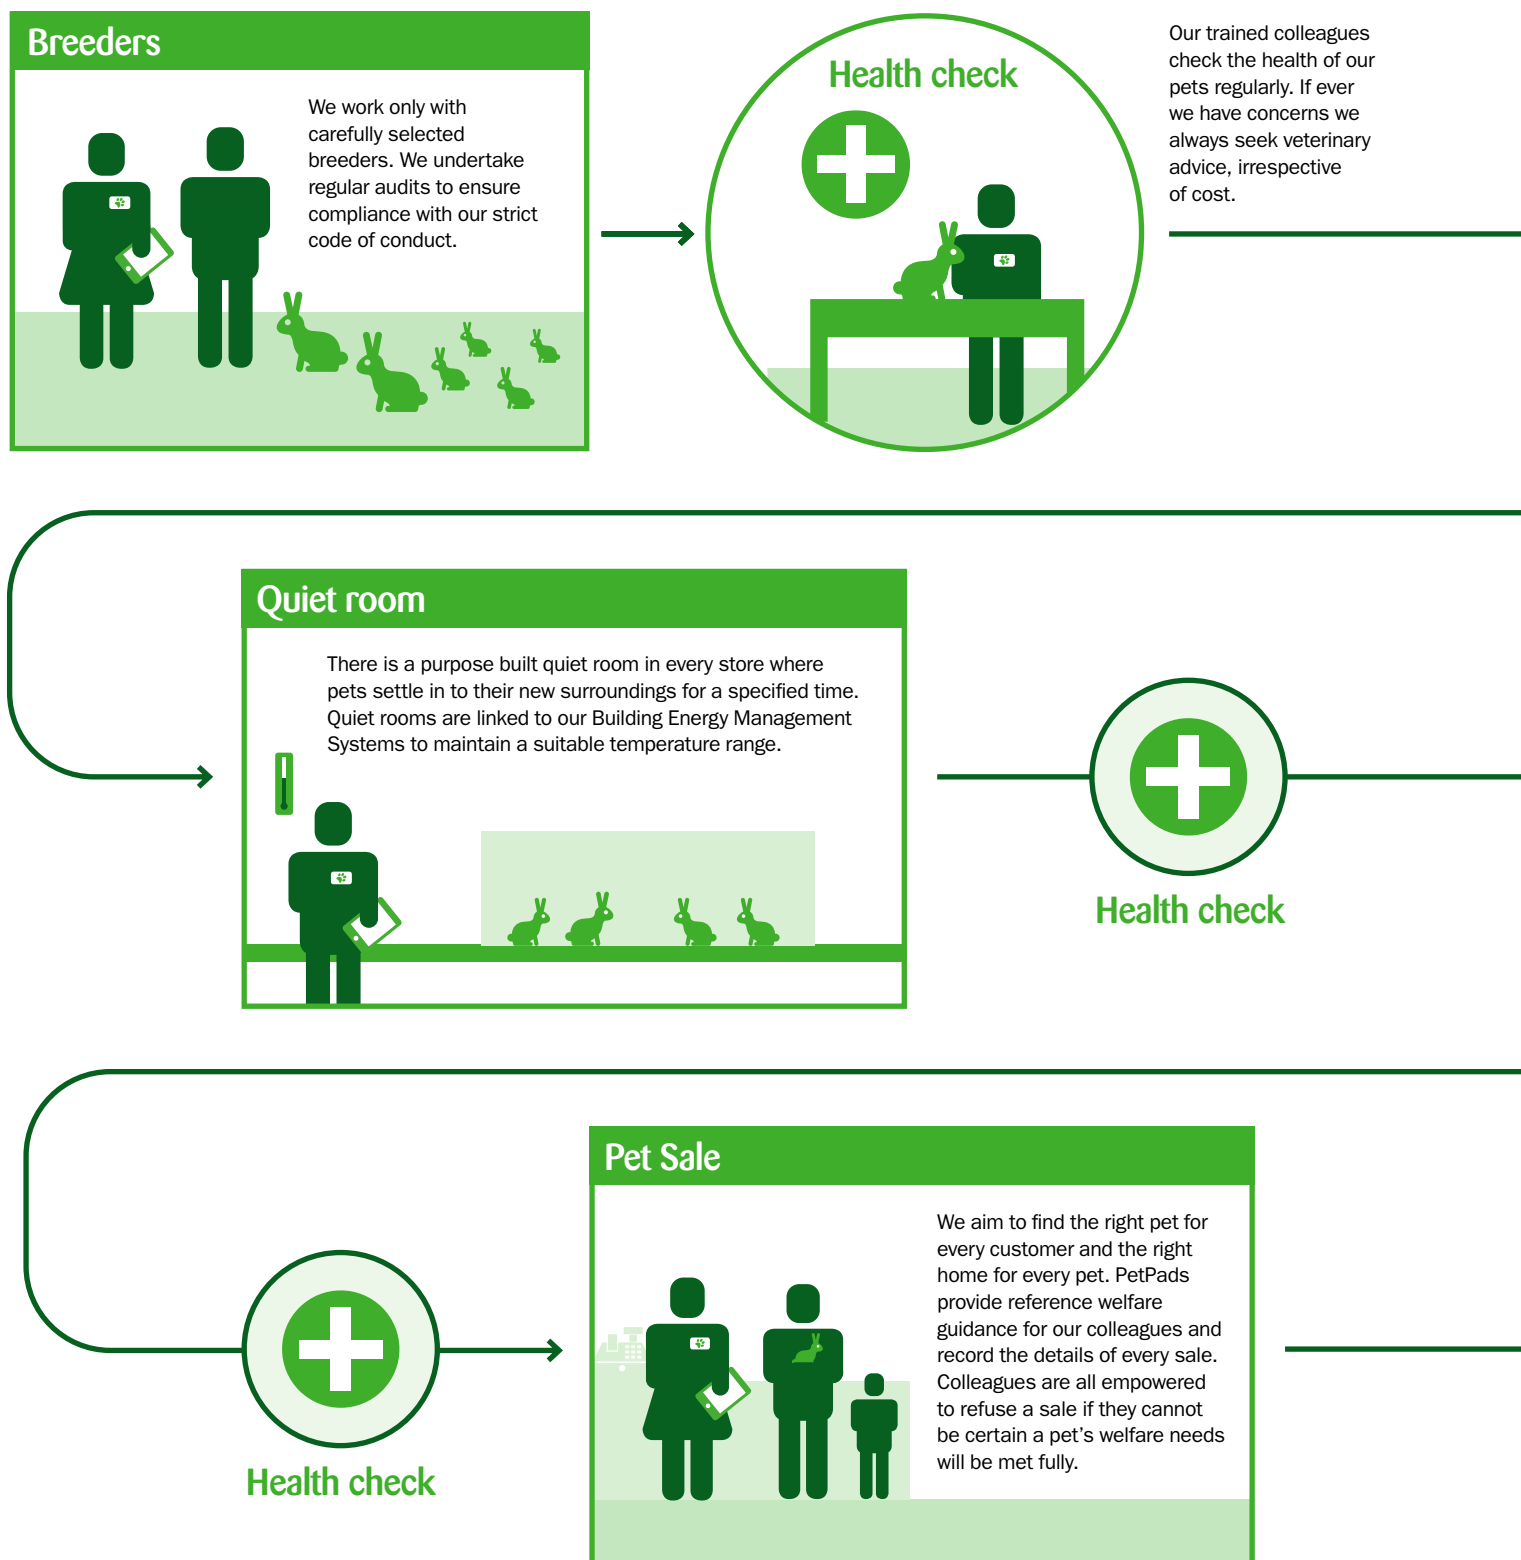 Breeders
We work only with
carefully selected
breeders. We undertake
regular audits to ensure
compliance with our strict
code of conduct.
Health check
Our trained colleagues
check the health of our
pets regularly. If ever
we have concerns we
always seek veterinary
advice, irrespective
of cost.
Quiet room
There is a purpose built quiet room in every store where
pets settle in to their new surroundings for a specified time.
Quiet rooms are linked to our Building Energy Management
Systems to maintain a suitable temperature range.
Health check
Health check
Pet Sale
We aim to find the right pet for
every customer and the right
home for every pet. PetPads
provide reference welfare
guidance for our colleagues and
record the details of every sale.
Colleagues are all empowered
to refuse a sale if they cannot
be certain a pet's welfare needs
will be met fully.